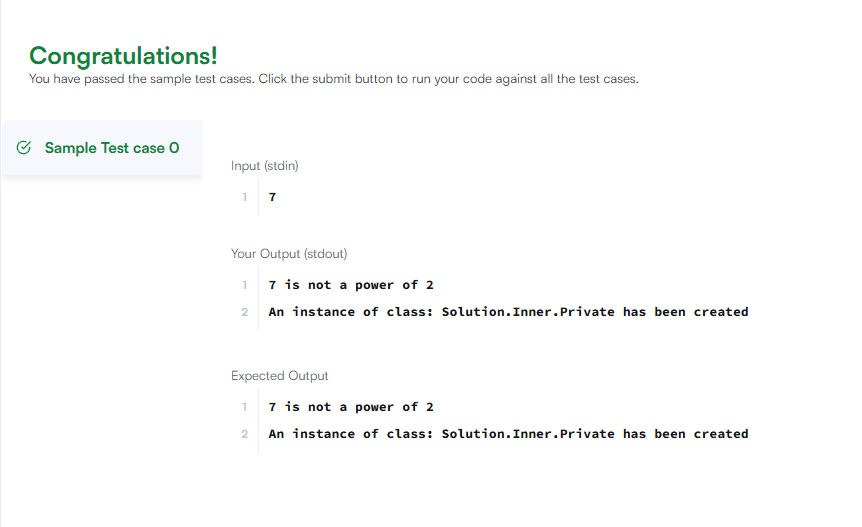 Congratulations!
You have passed the sample test cases. Click the submit button to run your code against all the test cases.
Sample Test case 0
Input (stdin)
1 7
Your Output (stdout)
1 7 is not a power of 2
2 An instance of class: Solution.Inner.Private has been created
Expected Output
1 7 is not a power of 2
2 An instance of class: Solution.Inner.Private has been created